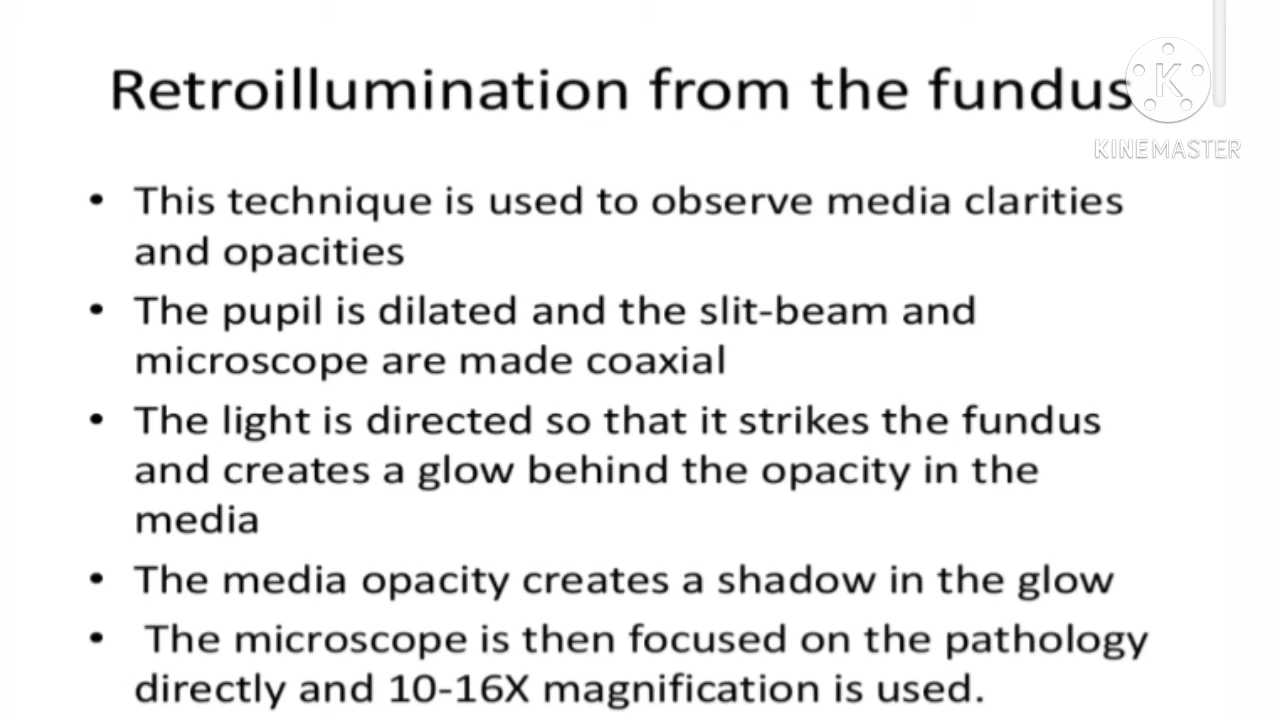 Retroillumination from the fundus
K
KINEMASTER
• This technique is used to observe media clarities
and opacities
• The pupil is dilated and the slit-beam and
microscope are made coaxial
• The light is directed so that it strikes the fundus
and creates a glow behind the opacity in the
media
• The media opacity creates a shadow in the glow
• The microscope is then focused on the pathology
directly and 10-16X magnification is used.